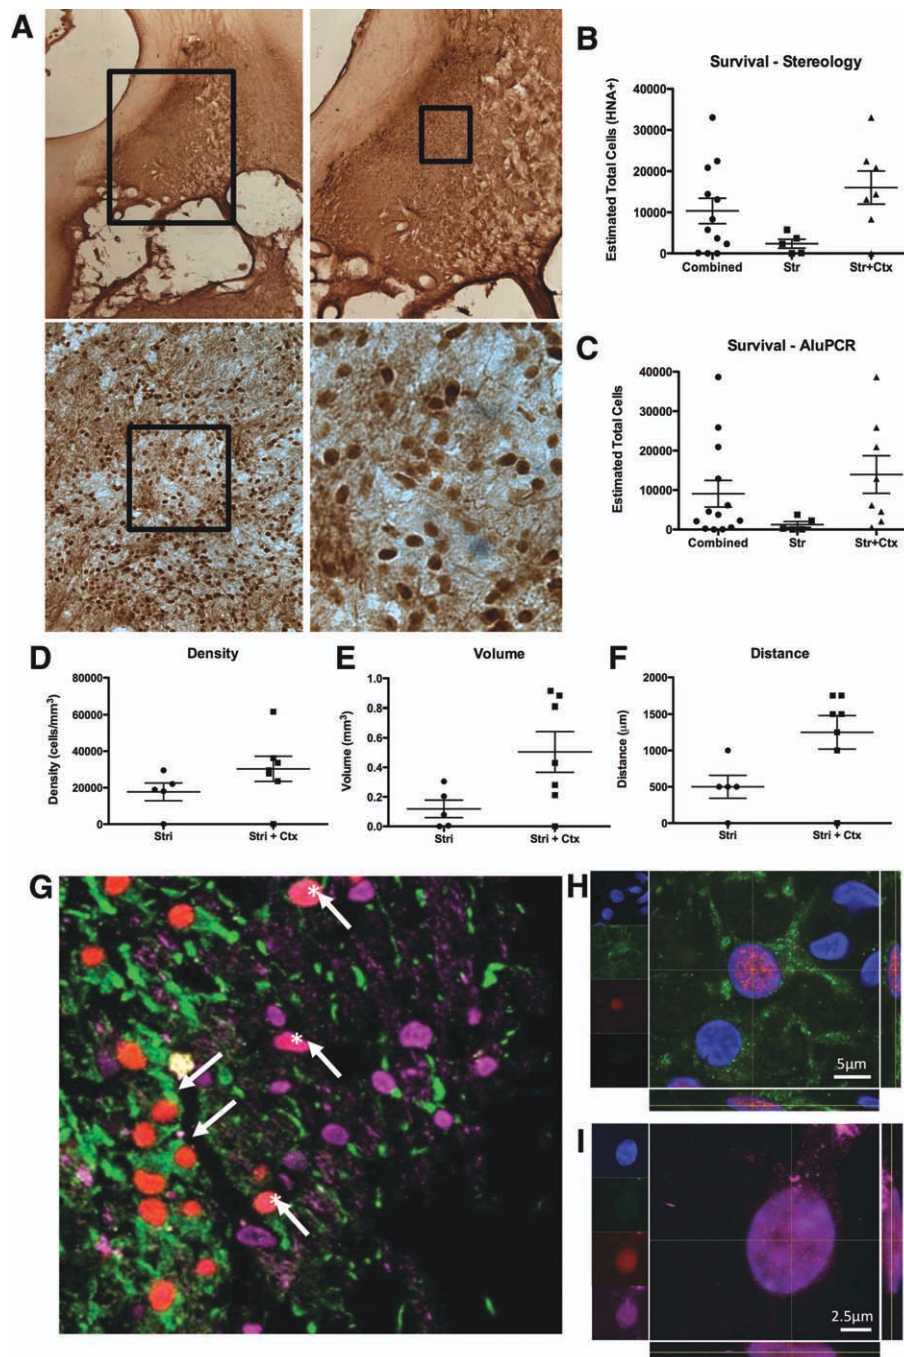 A
B
Survival - Stereology
Estimated Total Cells (HNA+)
40000
30000
20000
10000
0
Combined
Str
Str+Ctx
C
Survival - AluPCR
Estimated Total Cells
40000
30000
20000
10000
0
Combined
Str
Str+Ctx
D
Density
Density (cells/mm³)
80000
60000
40000
20000
0
Stri
Stri + Ctx
E
Volume
Volume (mm³)
1.0
0.8
0.6
0.4
0.2
0.0
Stri
Stri + Ctx
F
Distance
Distance (µm)
2000
1500
1000
500
0
Stri
Stri + Ctx
G
*
*
*
H
5µm
I
2.5µm